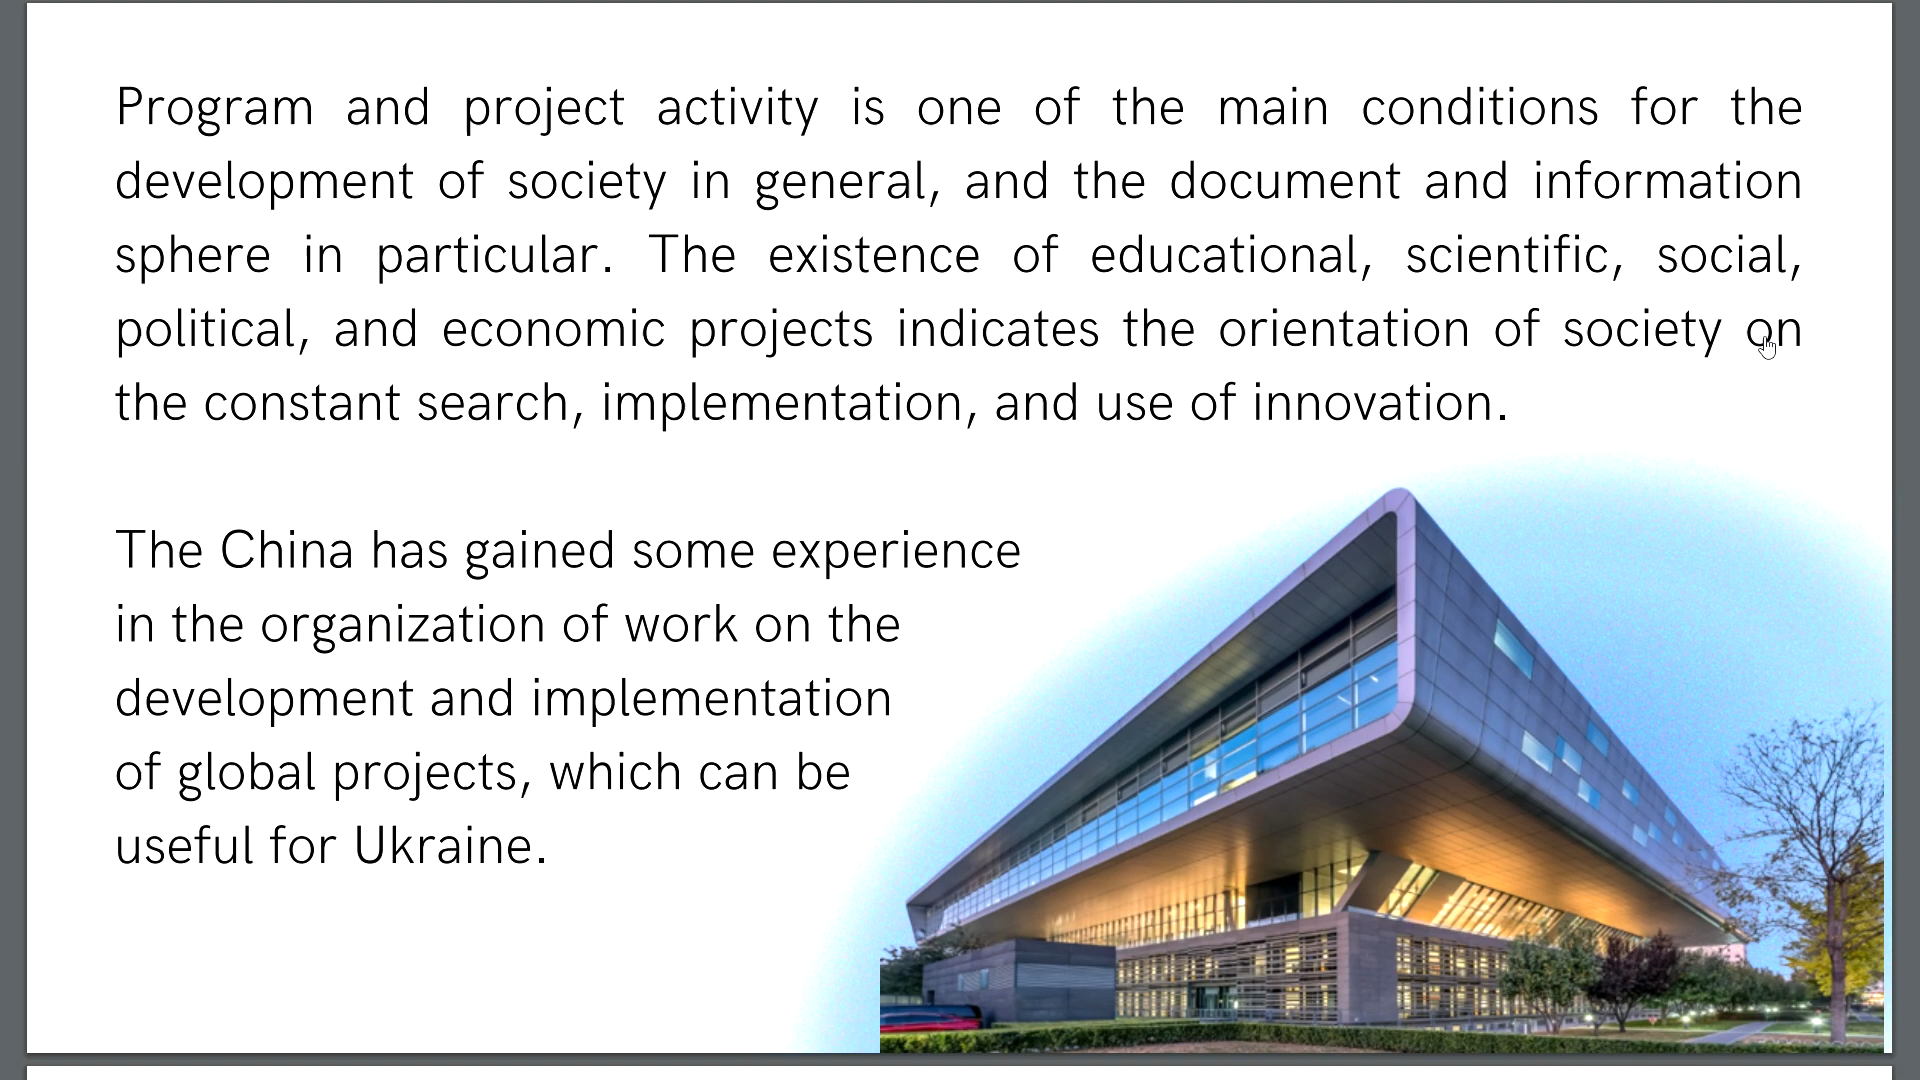 Program and project activity is one of the main conditions for the
development of society in general, and the document and information
sphere in particular. The existence of educational, scientific, social,
political, and economic projects indicates the orientation of society on
the constant search, implementation, and use of innovation.
The China has gained some experience
in the organization of work on the
development and implementation
of global projects, which can be
useful for Ukraine.